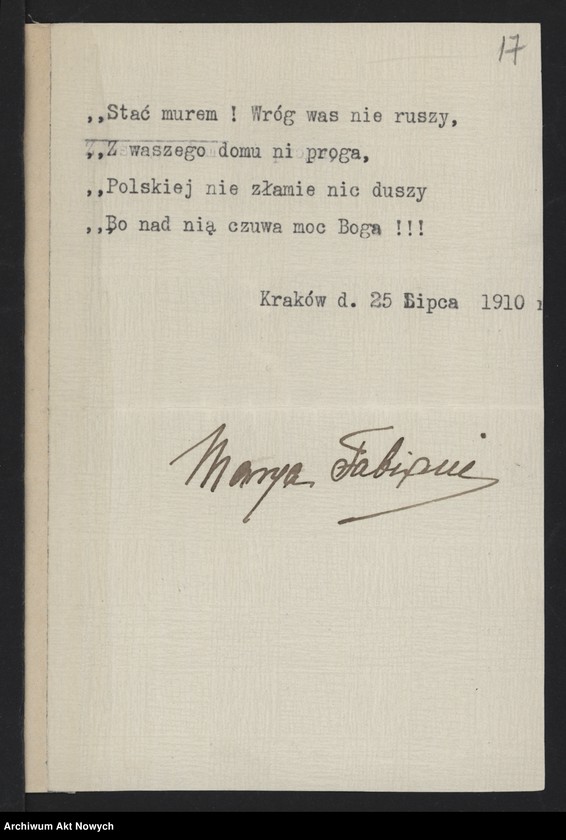 17
,,Stać murem ! Wróg was nie ruszy,
,,Z waszego domu ni proga,
,,Polskiej nie złamie nic duszy
,,Bo nad nią czuwa moc Boga !!!
Kraków d. 25 Lipca 1910 r
Marya Fabiani
Archiwum Akt Nowych